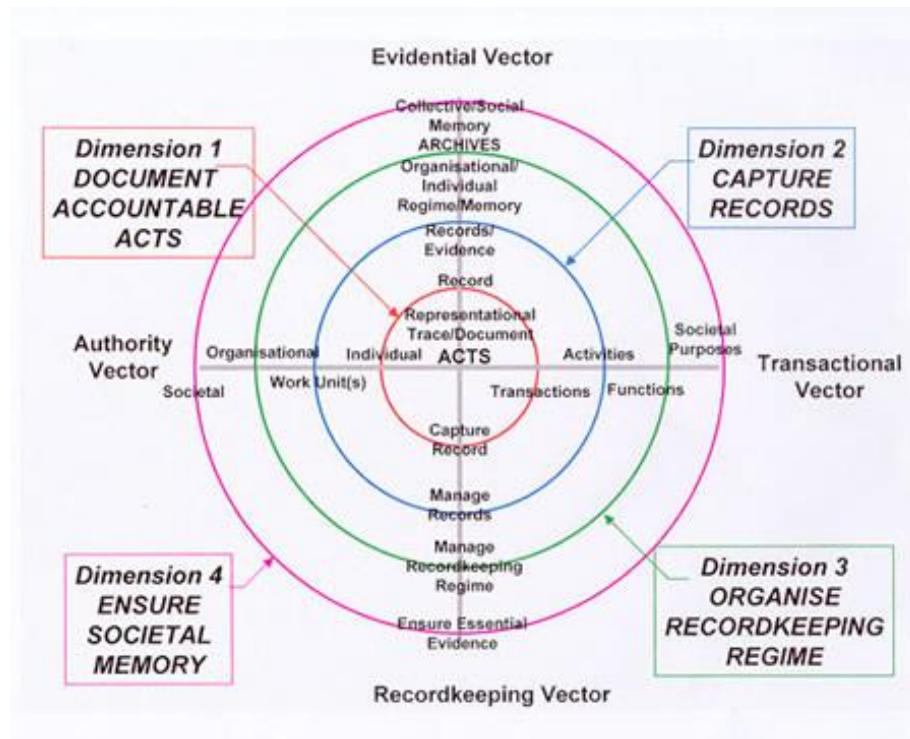 Evidential Vector
Collective/Social
Memory
ARCHIVES
Organisational/
Individual
Regime/Memory
Records/
Evidence
Record
Representational
Trace/Document
ACTS
Dimension 1
DOCUMENT
ACCOUNTABLE
ACTS
Dimension 2
CAPTURE
RECORDS
Authority
Vector
Organisational
Individual
Societal
Work Unit(s)
Activities
Societal
Purposes
Transactions
Functions
Transactional
Vector
Capture
Record
Manage
Records
Manage
Recordkeeping
Regime
Ensure Essential
Evidence
Dimension 4
ENSURE
SOCIETAL
MEMORY
Dimension 3
ORGANISE
RECORDKEEPING
REGIME
Recordkeeping Vector